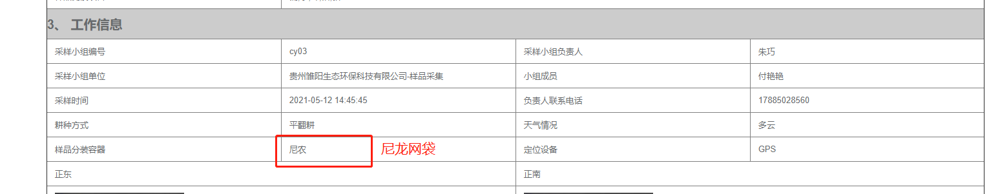 3、 工作信息
采样小组编号 cy03 采样小组负责人 朱巧
采样小组单位 贵州雏阳生态环保科技有限公司-样品采集 小组成员 付艳艳
采样时间 2021-05-12 14:45:45 负责人联系电话 17885028560
耕种方式 平翻耕 天气情况 多云
样品分装容器 尼农 尼龙网袋 定位设备 GPS
正东 正南